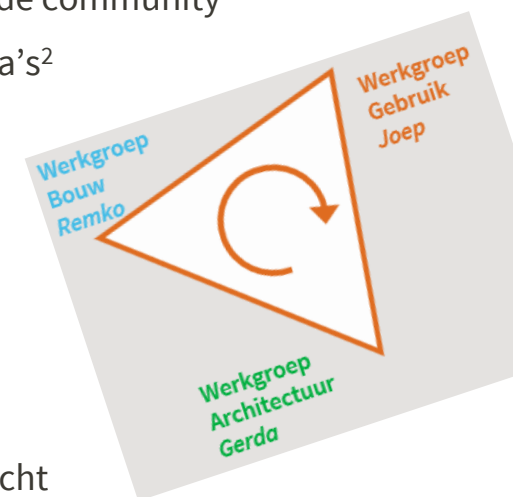 de community
a's²
Werkgroep
Bouw
Remko
Werkgroep
Gebruik
Joep
Werkgroep
Architectuur
Gerda
cht